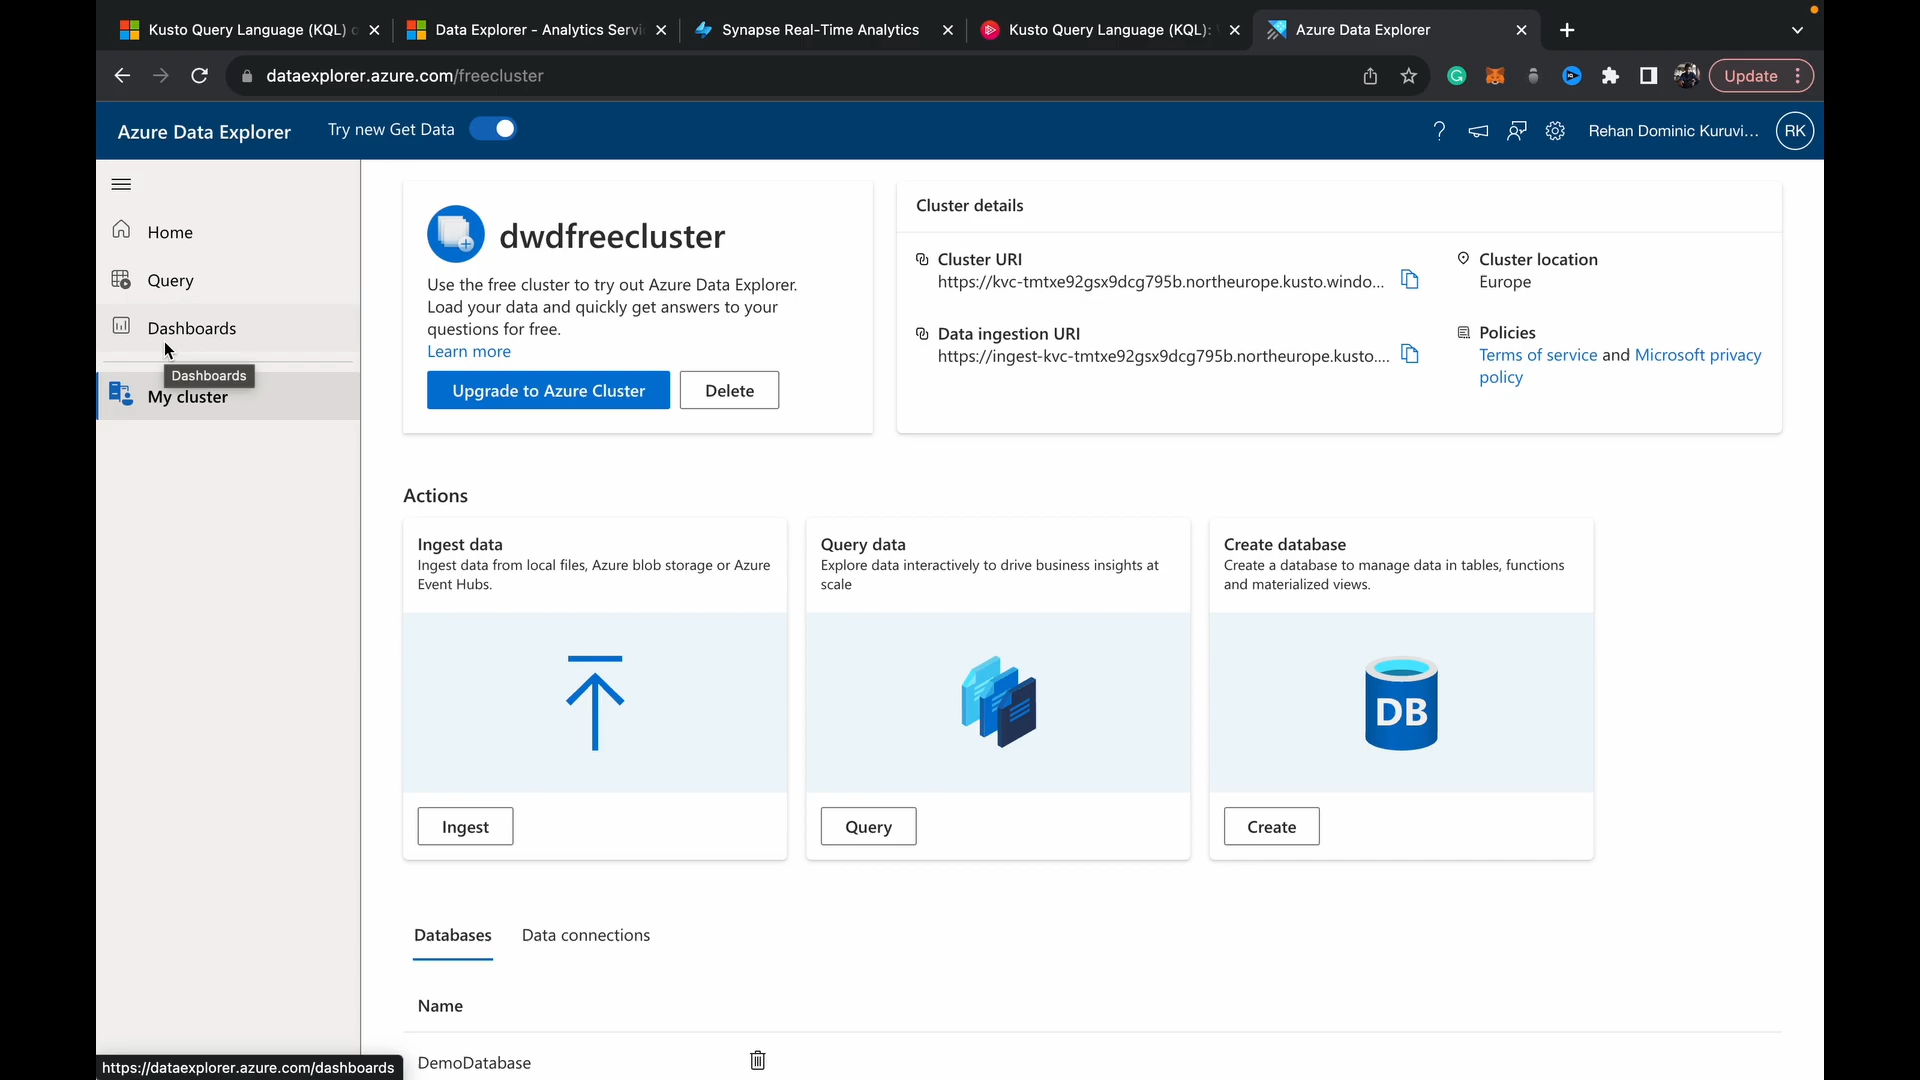 Kusto Query Language (KQL)
Data Explorer - Analytics Servi
Synapse Real-Time Analytics
Kusto Query Language (KQL):
Azure Data Explorer
dataexplorer.azure.com/freecluster
Update
Azure Data Explorer
Try new Get Data
Rehan Dominic Kuruvi...
RK
Home
Query
Dashboards
Dashboards
My cluster
dwdfreecluster
Use the free cluster to try out Azure Data Explorer.
Load your data and quickly get answers to your
questions for free.
Learn more
Upgrade to Azure Cluster
Delete
Cluster details
Cluster URI
https://kvc-tmtxe92gsx9dcg795b.northeurope.kusto.windo...
Cluster location
Europe
Data ingestion URI
https://ingest-kvc-tmtxe92gsx9dcg795b.northeurope.kusto....
Policies
Terms of service and Microsoft privacy
policy
Actions
Ingest data
Ingest data from local files, Azure blob storage or Azure
Event Hubs.
Ingest
Query data
Explore data interactively to drive business insights at
scale
Query
Create database
Create a database to manage data in tables, functions
and materialized views.
DB
Create
Databases
Data connections
Name
DemoDatabase
https://dataexplorer.azure.com/dashboards